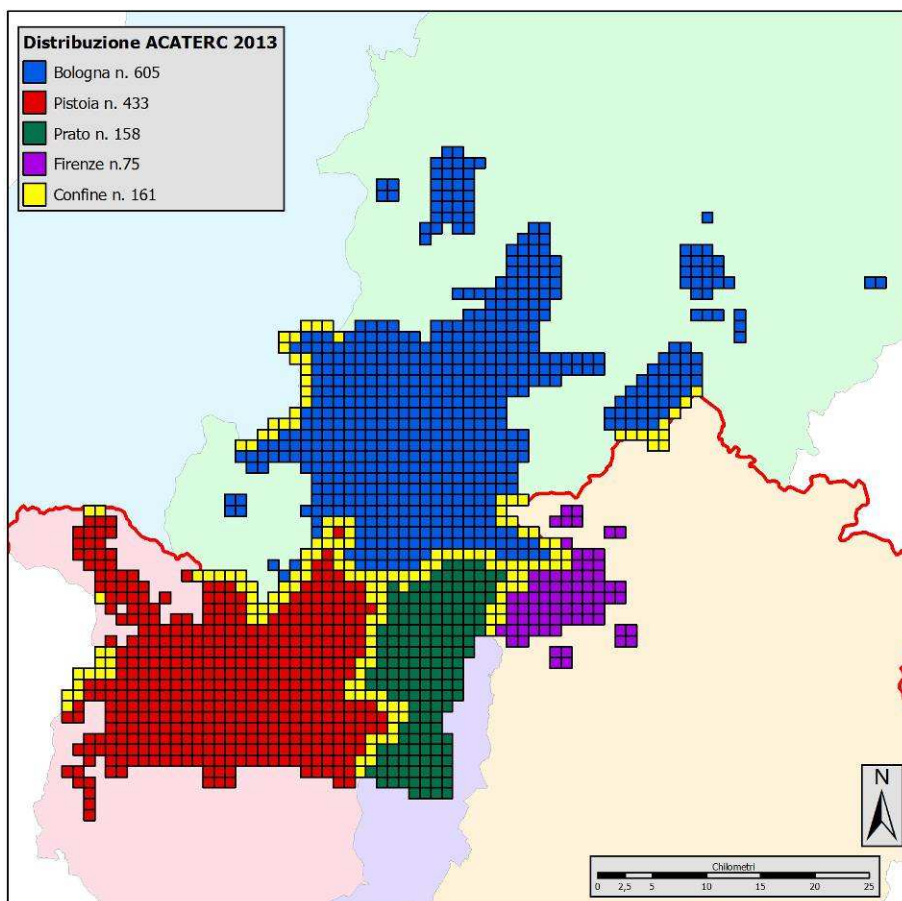 Distribuzione ACATERC 2013
Bologna n. 605
Pistoia n. 433
Prato n. 158
Firenze n.75
Confine n. 161
N
Chilometri
0 2,5 5 10 15 20 25